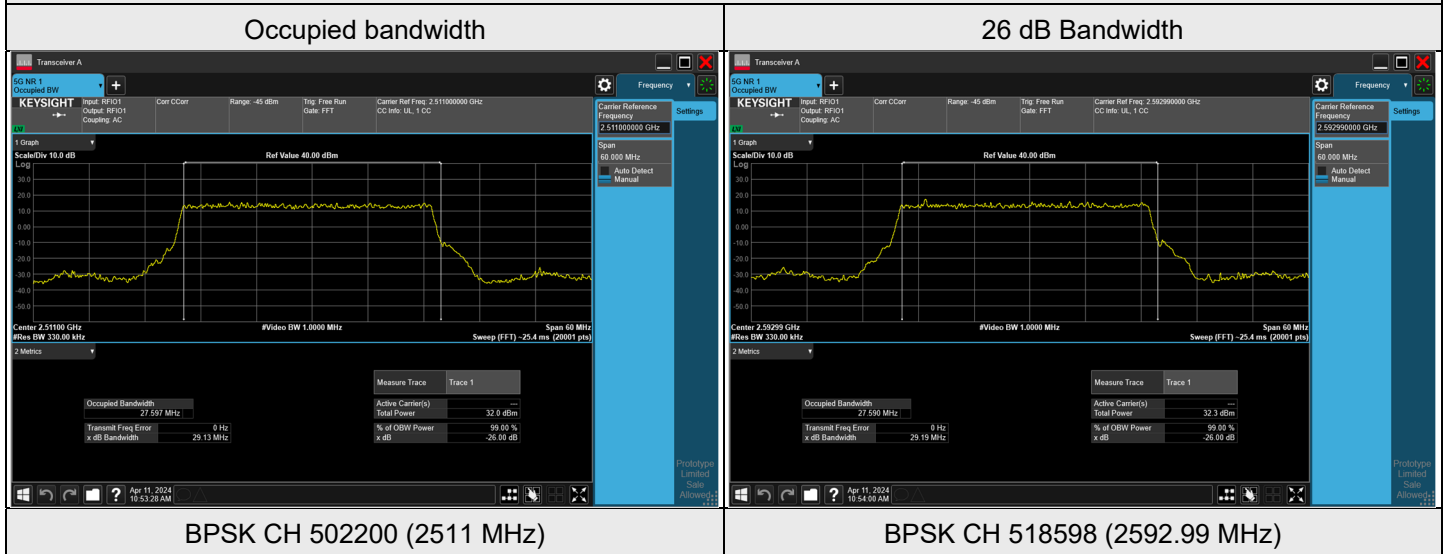 Occupied bandwidth
26 dB Bandwidth
Transceiver A
5G NR 1
Occupied BW
+
Frequency
KEYSIGHT
Input: RFIO1
Output: RFIO1
Coupling: AC
Corr CCorr
Range: -45 dBm
Trig: Free Run
Gate: FFT
Carrier Ref Freq: 2.511000000 GHz
CC Info: UL, 1 CC
LXI
Carrier Reference
Frequency
2.511000000 GHz
Settings
Span
60.000 MHz
Auto Detect
Manual
1 Graph
Scale/Div 10.0 dB
Ref Value 40.00 dBm
Log
30.0
20.0
10.0
0.00
-10.0
-20.0
-30.0
-40.0
-50.0
Center 2.51100 GHz
#Video BW 1.0000 MHz
Span 60 MHz
#Res BW 330.00 kHz
Sweep (FFT) ~25.4 ms (20001 pts)
2 Metrics
Measure Trace Trace 1
Occupied Bandwidth
27.597 MHz
Active Carrier(s) ---
Total Power 32.0 dBm
Transmit Freq Error 0 Hz
x dB Bandwidth 29.13 MHz
% of OBW Power 99.00 %
x dB -26.00 dB
?
Apr 11, 2024
10:53:28 AM
Transceiver A
5G NR 1
Occupied BW
+
Frequency
KEYSIGHT
Input: RFIO1
Output: RFIO1
Coupling: AC
Corr CCorr
Range: -45 dBm
Trig: Free Run
Gate: FFT
Carrier Ref Freq: 2.592990000 GHz
CC Info: UL, 1 CC
LXI
Carrier Reference
Frequency
2.592990000 GHz
Settings
Span
60.000 MHz
Auto Detect
Manual
1 Graph
Scale/Div 10.0 dB
Ref Value 40.00 dBm
Log
30.0
20.0
10.0
0.00
-10.0
-20.0
-30.0
-40.0
-50.0
Center 2.59299 GHz
#Video BW 1.0000 MHz
Span 60 MHz
#Res BW 330.00 kHz
Sweep (FFT) ~25.4 ms (20001 pts)
2 Metrics
Measure Trace Trace 1
Occupied Bandwidth
27.590 MHz
Active Carrier(s) ---
Total Power 32.3 dBm
Transmit Freq Error 0 Hz
x dB Bandwidth 29.19 MHz
% of OBW Power 99.00 %
x dB -26.00 dB
?
Apr 11, 2024
10:54:00 AM
Prototype
Limited
Sale
Allowed
Prototype
Limited
Sale
Allowed
BPSK CH 502200 (2511 MHz)
BPSK CH 518598 (2592.99 MHz)